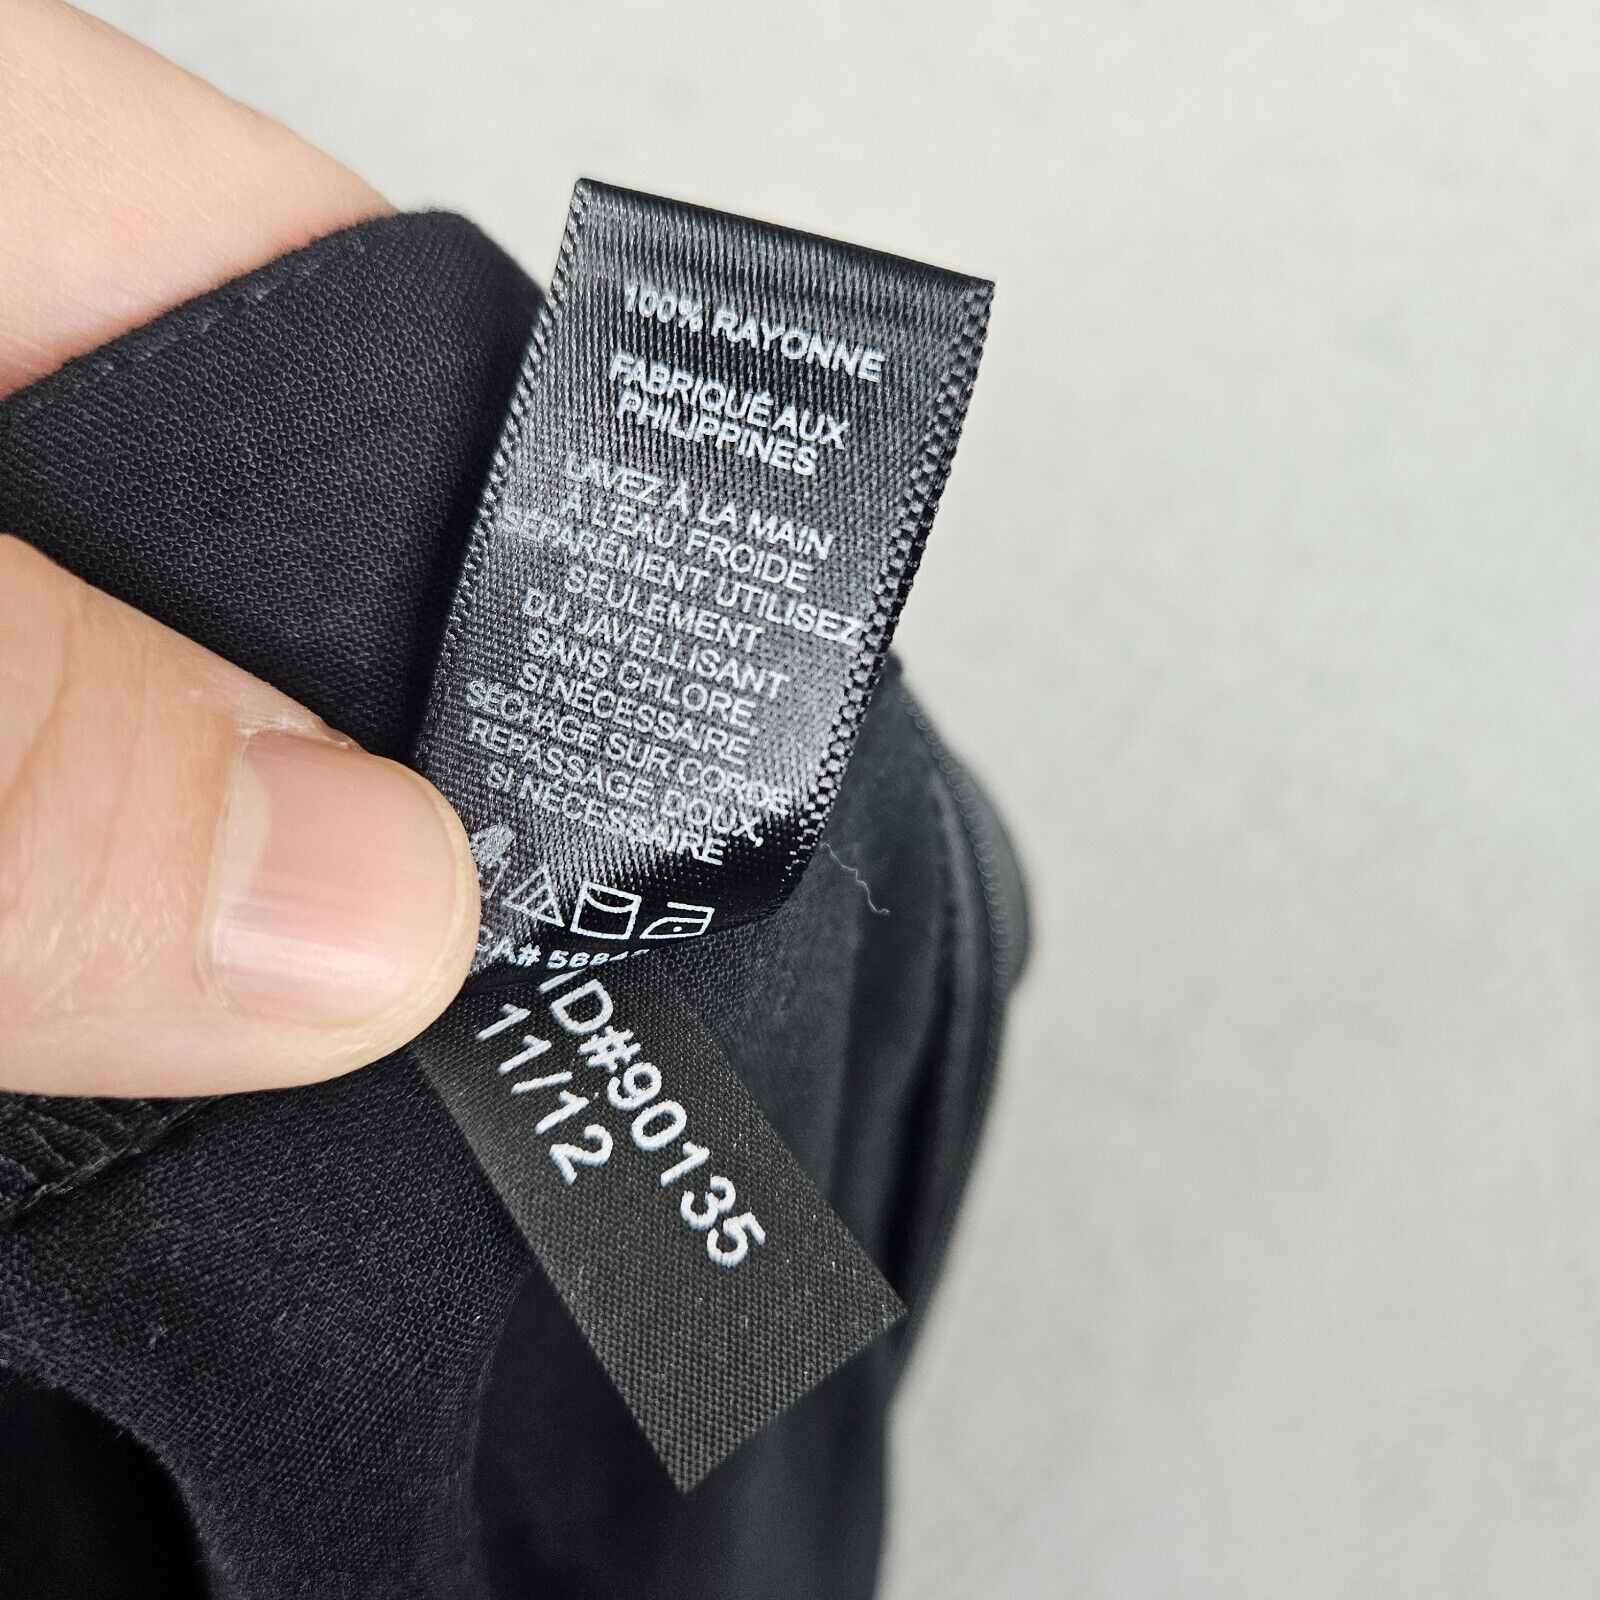 100% RAYONNE
FABRIQUÉ AUX
PHILIPPINES
LAVEZ À LA MAIN
À L'EAU FROIDE
SÉPARÉMENT UTILISEZ
SEULEMENT
DU JAVELLISANT
SANS CHLORE
SI NÉCESSAIRE
SÉCHAGE SUR CORDE
REPASSAGE DOUX,
SI NÉCESSAIRE
ID#90135
11/12